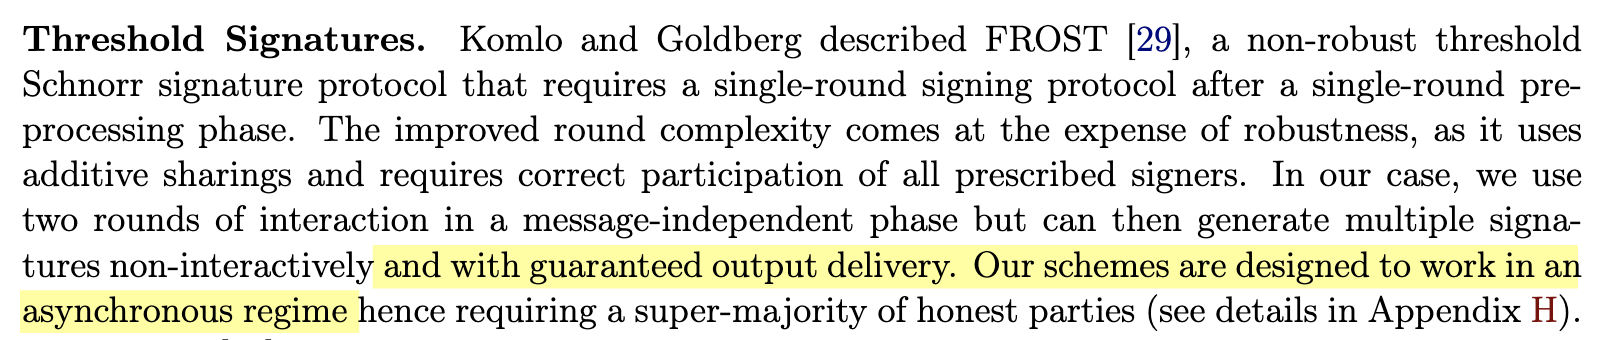 Threshold Signatures. Komlo and Goldberg described FROST [29], a non-robust threshold
Schnorr signature protocol that requires a single-round signing protocol after a single-round pre-
processing phase. The improved round complexity comes at the expense of robustness, as it uses
additive sharings and requires correct participation of all prescribed signers. In our case, we use
two rounds of interaction in a message-independent phase but can then generate multiple signa-
tures non-interactively and with guaranteed output delivery. Our schemes are designed to work in an
asynchronous regime hence requiring a super-majority of honest parties (see details in Appendix H).